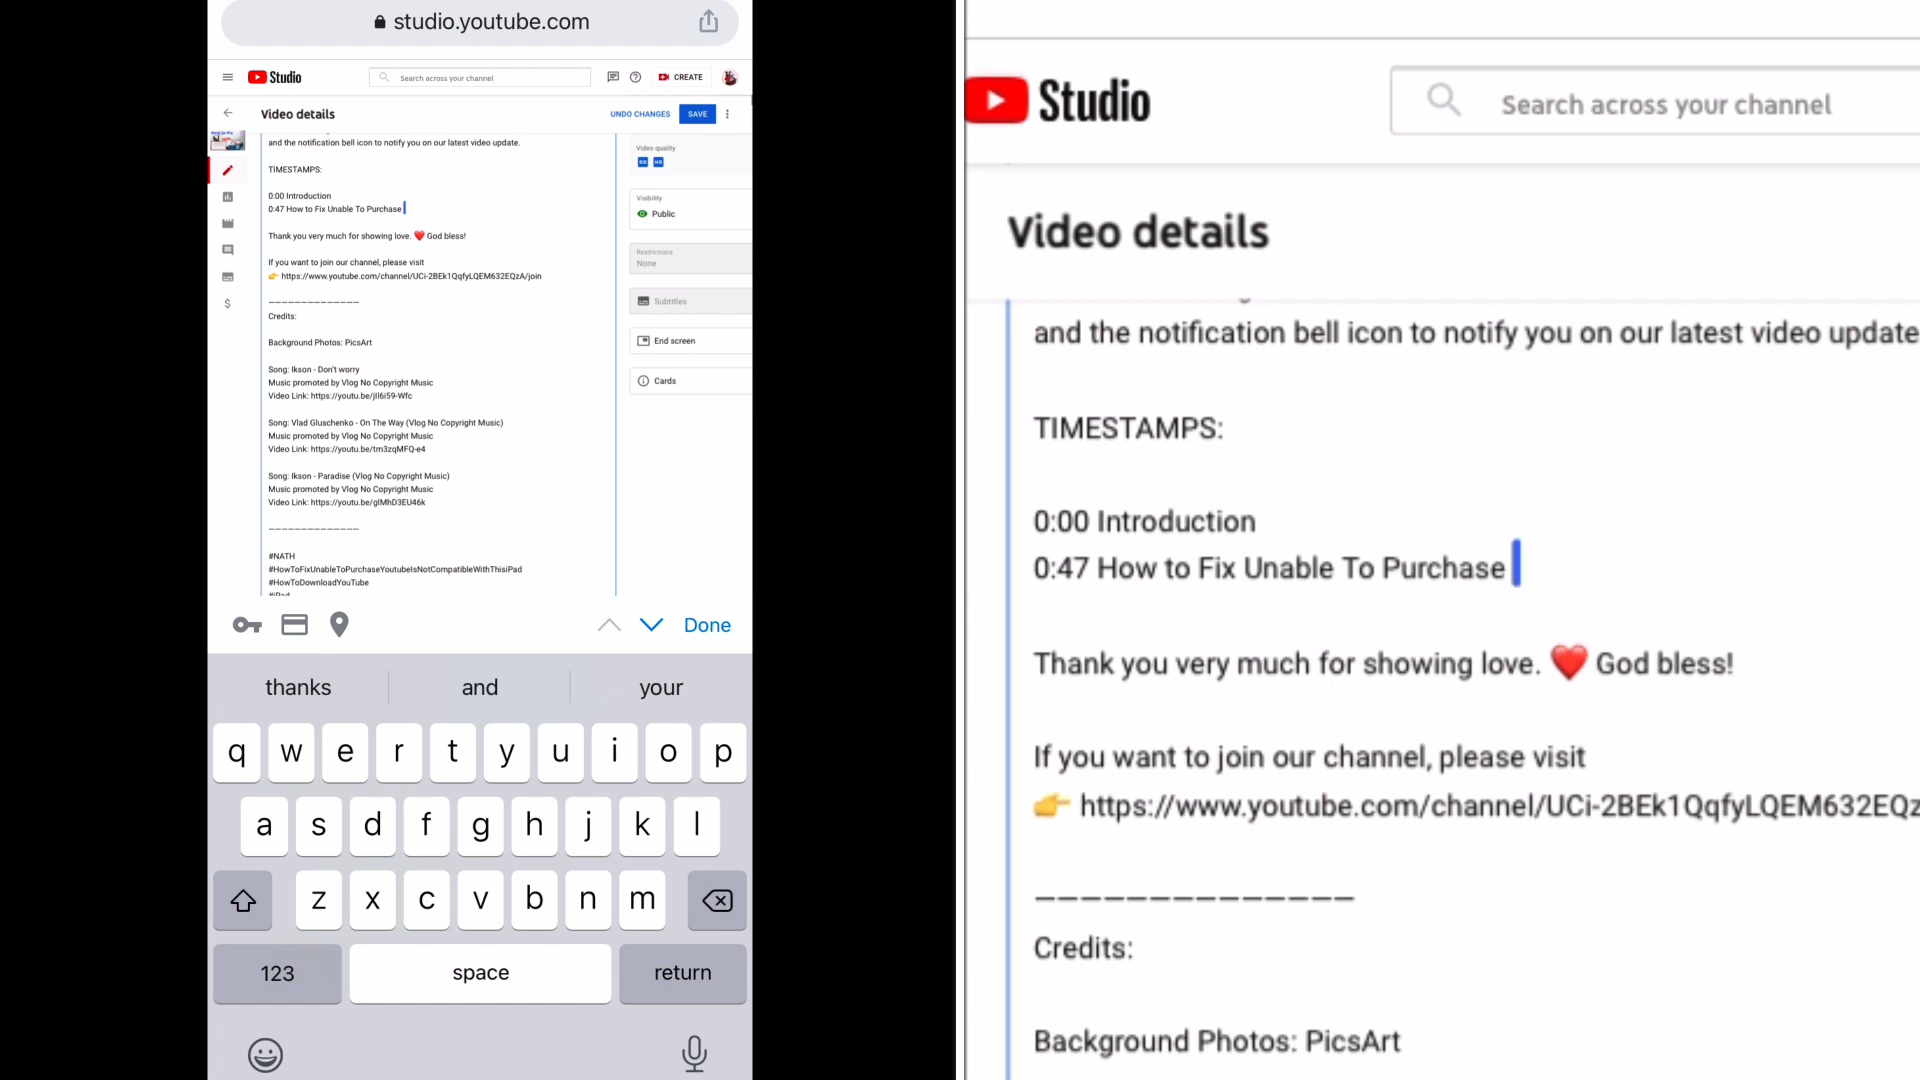 studio.youtube.com
Studio
Search across your channel
CREATE
Video details
UNDO CHANGES
SAVE
and the notification bell icon to notify you on our latest video update.
TIMESTAMPS:
0:00 Introduction
0:47 How to Fix Unable To Purchase
Thank you very much for showing love. ❤️ God bless!
If you want to join our channel, please visit
👉 https://www.youtube.com/channel/UCi-2BEk1QqfyLQEM632EQzA/join
———————————————
Credits:
Background Photos: PicsArt
Song: Ikson - Don't worry
Music promoted by Vlog No Copyright Music
Video Link: https://youtu.be/jlI6i59-Wfc
Song: Vlad Gluschenko - On The Way (Vlog No Copyright Music)
Music promoted by Vlog No Copyright Music
Video Link: https://youtu.be/tm3zqMFQ-e4
Song: Ikson - Paradise (Vlog No Copyright Music)
Music promoted by Vlog No Copyright Music
Video Link: https://youtu.be/glMhD3EU46k
———————————————
#NATH
#HowToFixUnableToPurchaseYoutubeIsNotCompatibleWithThisiPad
#HowToDownloadYouTube
#iPad
Video quality
SD HD
Visibility
Public
Restrictions
None
Subtitles
End screen
Cards
Done
thanks and your
q w e r t y u i o p
a s d f g h j k l
z x c v b n m
123 space return
Studio
Search across your channel
Video details
and the notification bell icon to notify you on our latest video update
TIMESTAMPS:
0:00 Introduction
0:47 How to Fix Unable To Purchase
Thank you very much for showing love. ❤️ God bless!
If you want to join our channel, please visit
👉 https://www.youtube.com/channel/UCi-2BEk1QqfyLQEM632EQz
———————————————
Credits:
Background Photos: PicsArt